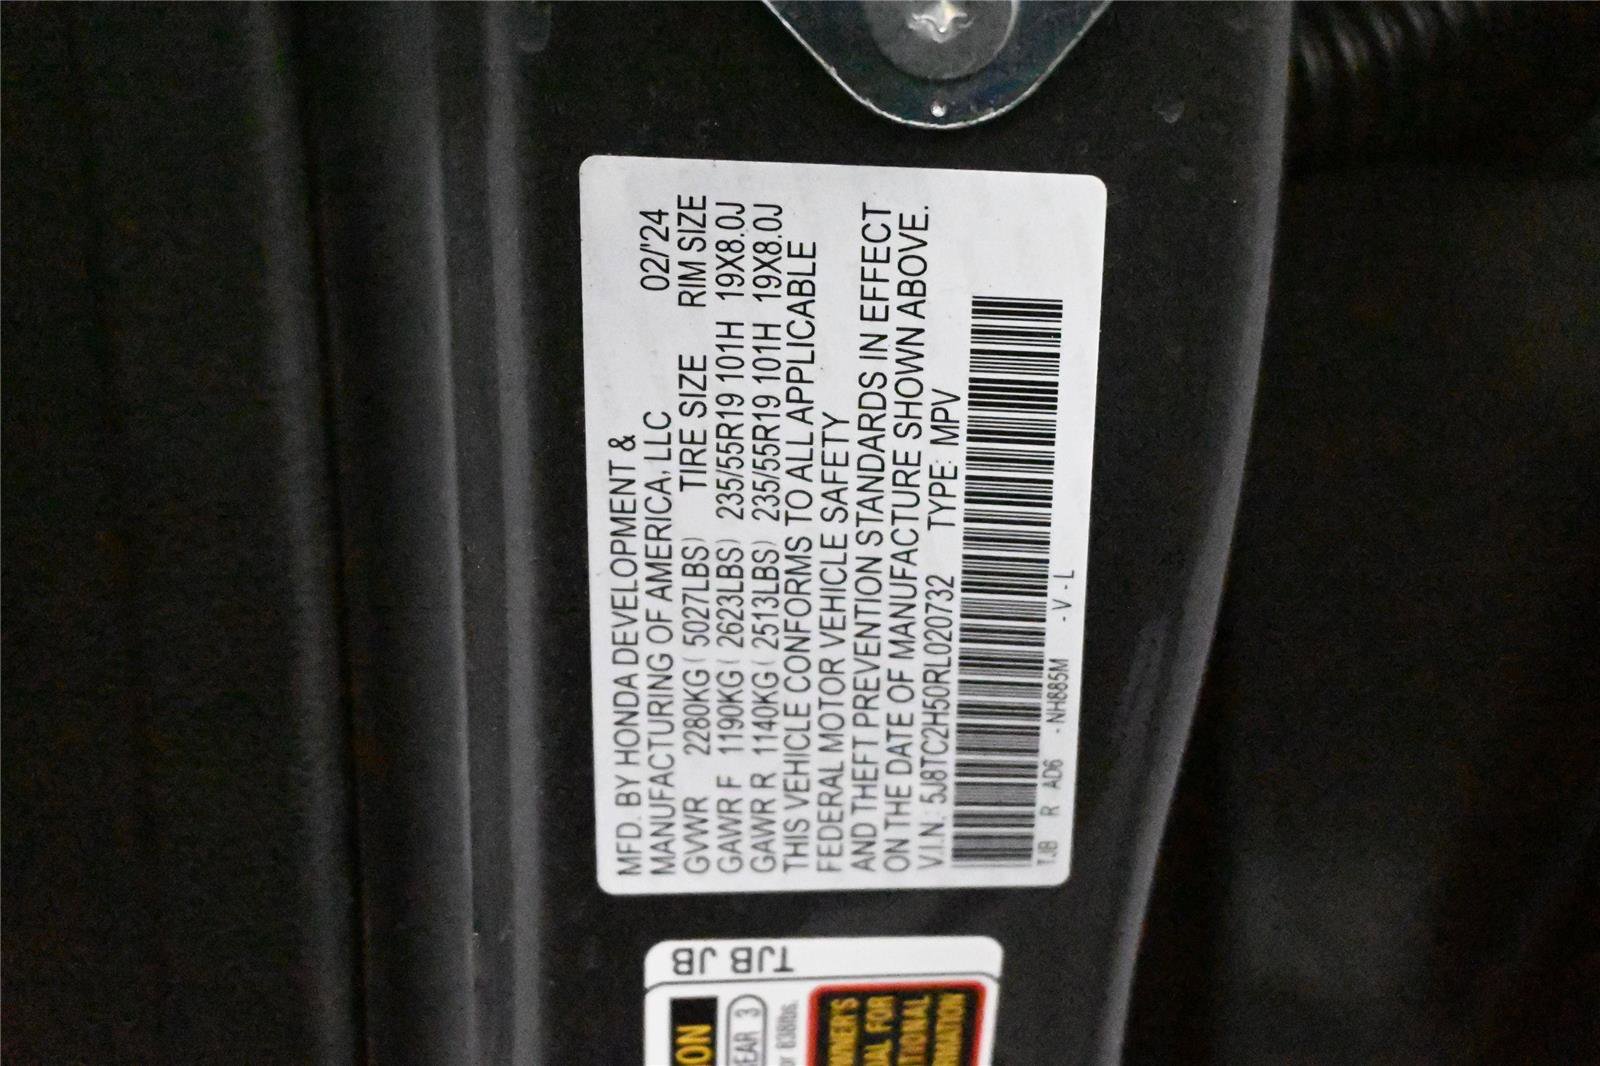 MFD. BY HONDA DEVELOPMENT &
MANUFACTURING OF AMERICA, LLC 02/'24
GVWR 2280KG ( 5027LBS) TIRE SIZE RIM SIZE
GAWR F 1190KG ( 2623LBS) 235/55R19 101H 19X8.0J
GAWR R 1140KG ( 2513LBS) 235/55R19 101H 19X8.0J
THIS VEHICLE CONFORMS TO ALL APPLICABLE
FEDERAL MOTOR VEHICLE SAFETY
AND THEFT PREVENTION STANDARDS IN EFFECT
ON THE DATE OF MANUFACTURE SHOWN ABOVE.
V.I.N.: 5J8TC2H50RL020732 TYPE: MPV
TJB R AD6 -NH885M -V-L
TJB JB
3
838lbs.
FOR